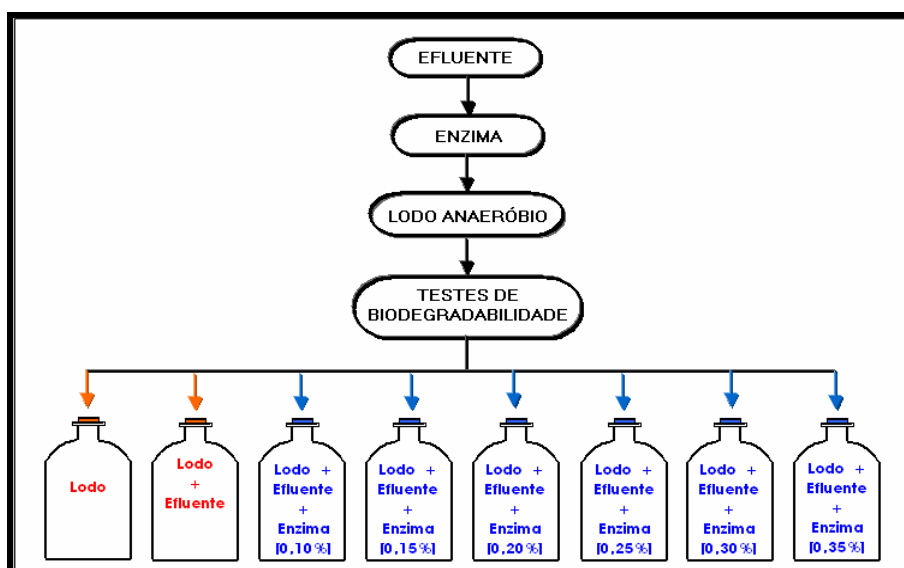 EFLUENTE
ENZIMA
LODO ANAERÓBIO
TESTES DE
BIODEGRADABILIDADE
Lodo
Lodo
+
Efluente
Lodo +
Efluente
+
Enzima
[0,10%]
Lodo +
Efluente
+
Enzima
[0,15%]
Lodo +
Efluente
+
Enzima
[0,20%]
Lodo +
Efluente
+
Enzima
[0,25%]
Lodo +
Efluente
+
Enzima
[0,30%]
Lodo +
Efluente
+
Enzima
[0,35%]